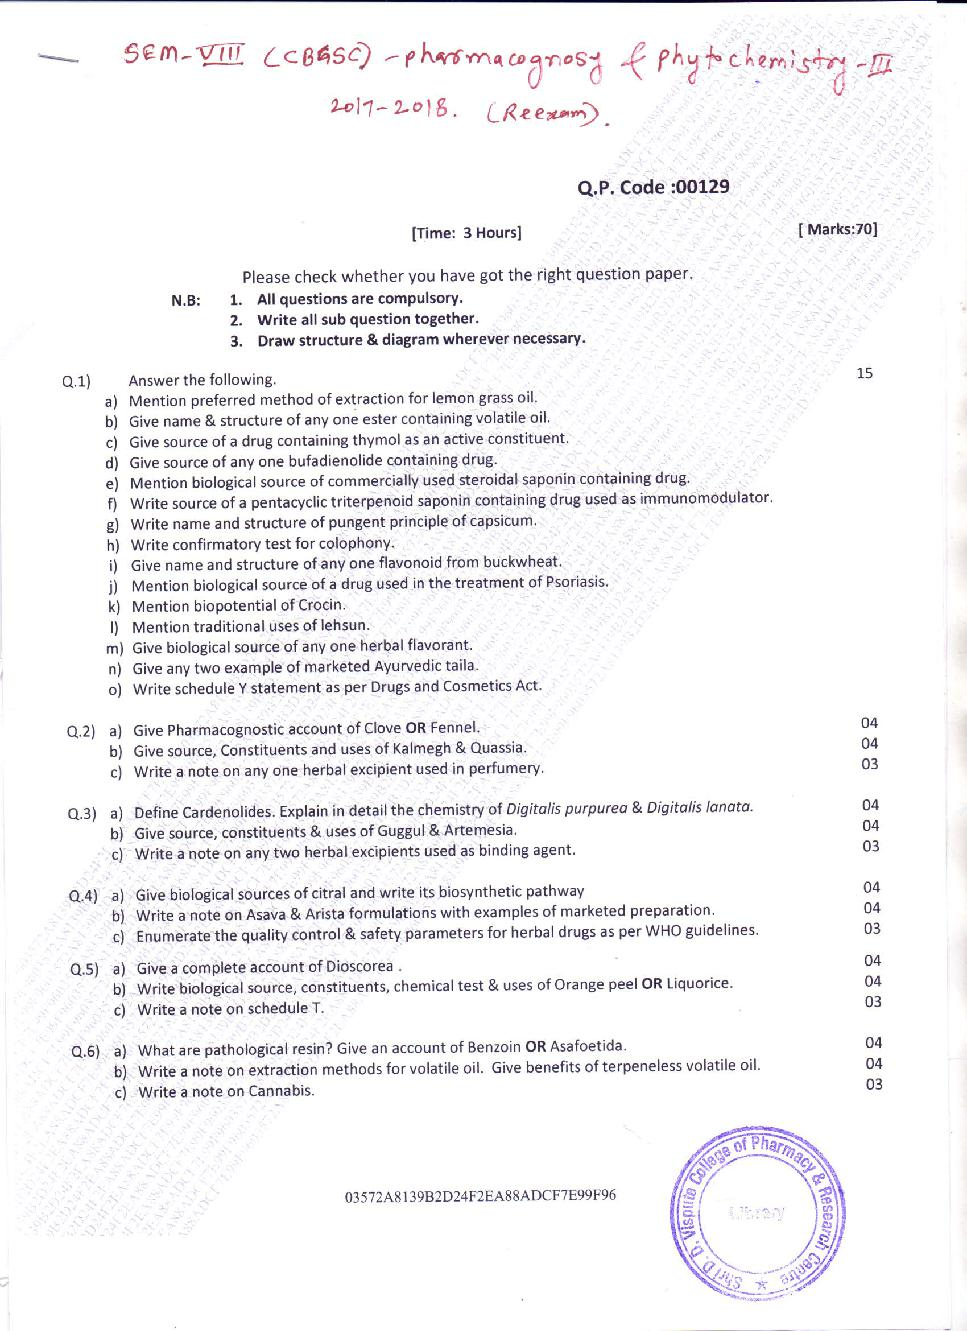 SEM-VIII (CBGSC) - pharmacognosy & phytochemistry-III
2017-2018. (Reexam).
Q.P. Code :00129
[Time: 3 Hours] [ Marks:70]
Please check whether you have got the right question paper.
N.B: 1. All questions are compulsory.
2. Write all sub question together.
3. Draw structure & diagram wherever necessary.
Q.1) Answer the following. 15
a) Mention preferred method of extraction for lemon grass oil.
b) Give name & structure of any one ester containing volatile oil.
c) Give source of a drug containing thymol as an active constituent.
d) Give source of any one bufadienolide containing drug.
e) Mention biological source of commercially used steroidal saponin containing drug.
f) Write source of a pentacyclic triterpenoid saponin containing drug used as immunomodulator.
g) Write name and structure of pungent principle of capsicum.
h) Write confirmatory test for colophony.
i) Give name and structure of any one flavonoid from buckwheat.
j) Mention biological source of a drug used in the treatment of Psoriasis.
k) Mention biopotential of Crocin.
l) Mention traditional uses of lehsun.
m) Give biological source of any one herbal flavorant.
n) Give any two example of marketed Ayurvedic taila.
o) Write schedule Y statement as per Drugs and Cosmetics Act.
Q.2) a) Give Pharmacognostic account of Clove OR Fennel. 04
b) Give source, Constituents and uses of Kalmegh & Quassia. 04
c) Write a note on any one herbal excipient used in perfumery. 03
Q.3) a) Define Cardenolides. Explain in detail the chemistry of Digitalis purpurea & Digitalis lanata. 04
b) Give source, constituents & uses of Guggul & Artemesia. 04
c) Write a note on any two herbal excipients used as binding agent. 03
Q.4) a) Give biological sources of citral and write its biosynthetic pathway 04
b) Write a note on Asava & Arista formulations with examples of marketed preparation. 04
c) Enumerate the quality control & safety parameters for herbal drugs as per WHO guidelines. 03
Q.5) a) Give a complete account of Dioscorea . 04
b) Write biological source, constituents, chemical test & uses of Orange peel OR Liquorice. 04
c) Write a note on schedule T. 03
Q.6) a) What are pathological resin? Give an account of Benzoin OR Asafoetida. 04
b) Write a note on extraction methods for volatile oil. Give benefits of terpeneless volatile oil. 04
c) Write a note on Cannabis. 03
03572A8139B2D24F2EA88ADCF7E99F96
Shri D. D. Vispute College of Pharmacy & Research Centre
Library